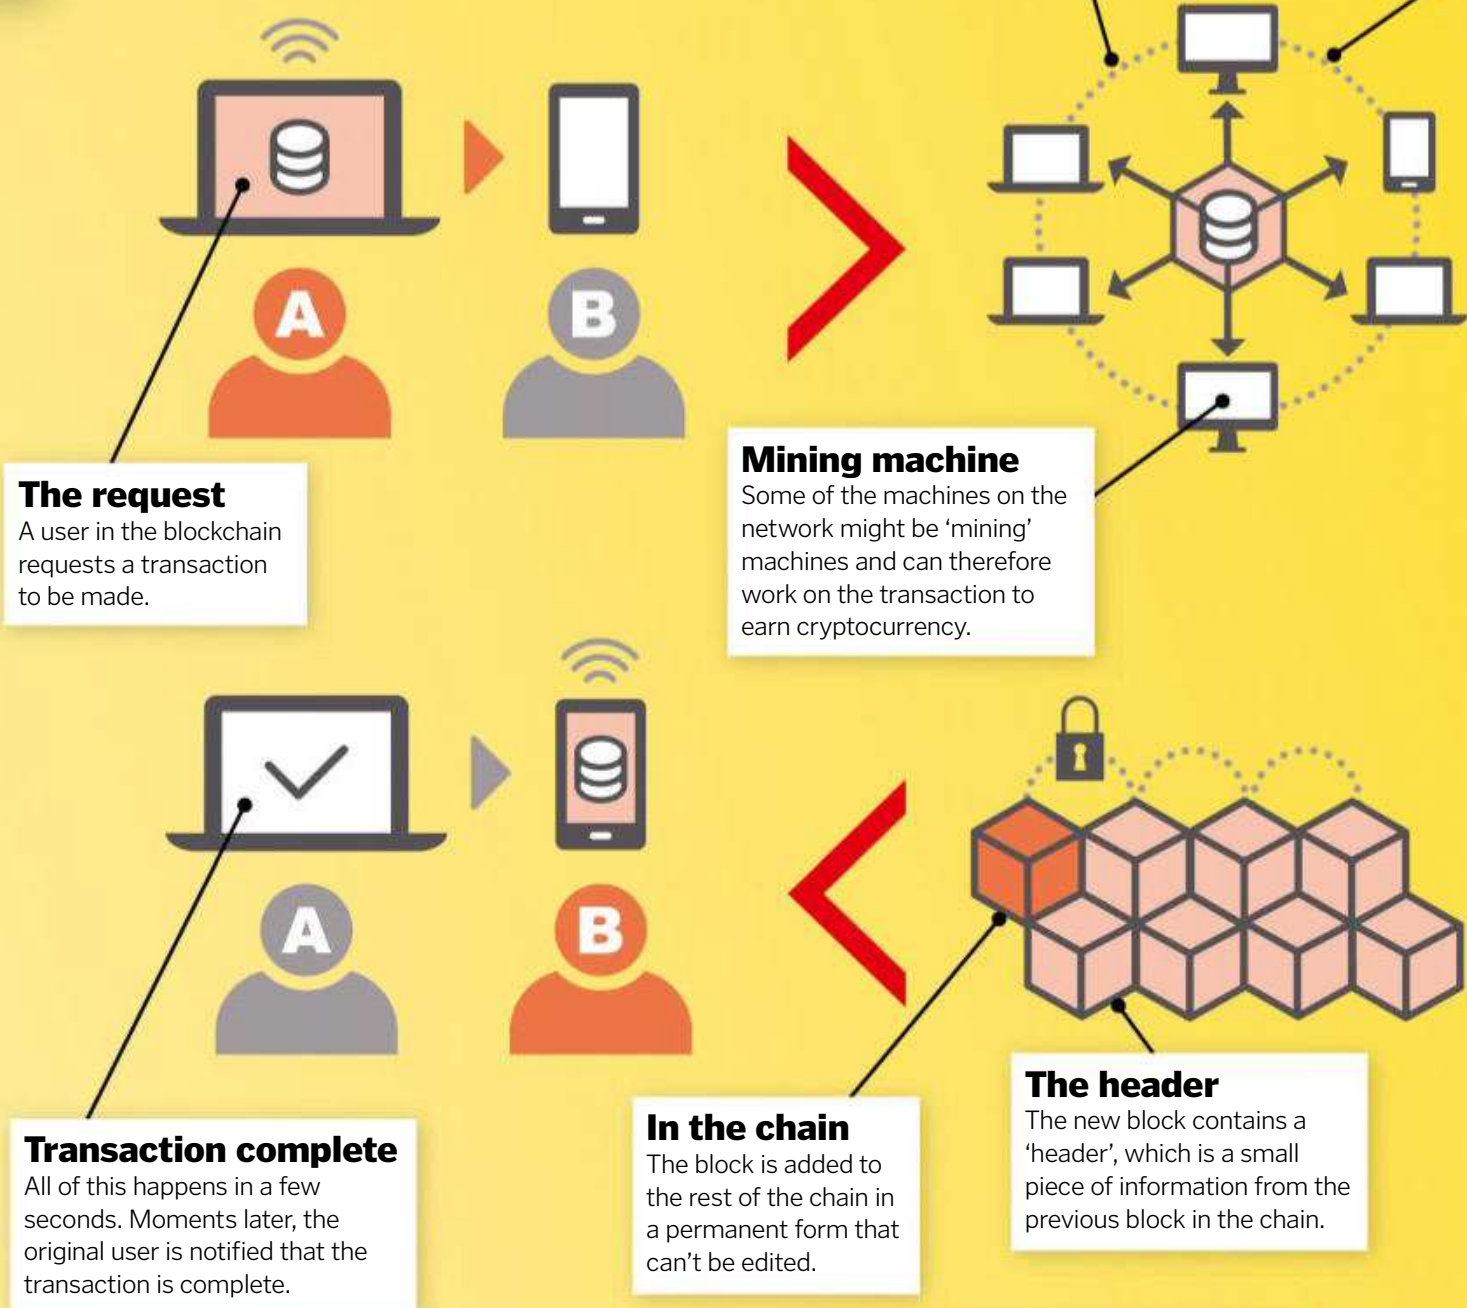 A
B
The request
A user in the blockchain
requests a transaction
to be made.
Mining machine
Some of the machines on the
network might be ‘mining’
machines and can therefore
work on the transaction to
earn cryptocurrency.
A
B
Transaction complete
All of this happens in a few
seconds. Moments later, the
original user is notified that the
transaction is complete.
In the chain
The block is added to
the rest of the chain in
a permanent form that
can’t be edited.
The header
The new block contains a
‘header’, which is a small
piece of information from the
previous block in the chain.